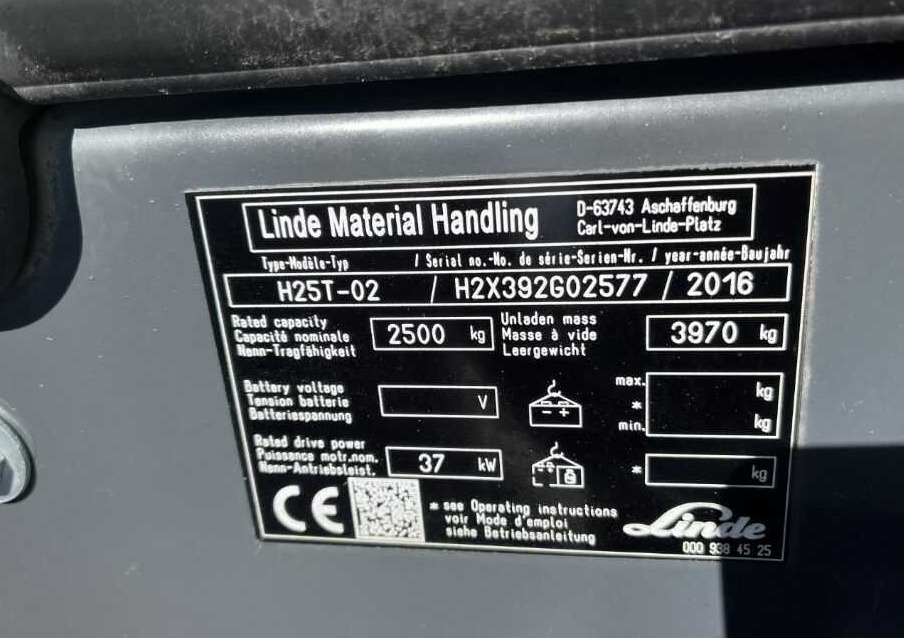 Linde Material Handling D-63743 Aschaffenburg
Carl-von-Linde-Platz
Type-Modèle-Typ / Serial no.-No. de série-Serien-Nr. / year-année-Baujahr
H25T-02 / H2X392G02577 / 2016
Rated capacity
Capacité nominale
Nenn-Tragfähigkeit
2500 kg
Unladen mass
Masse à vide
Leergewicht
3970 kg
Battery voltage
Tension batterie
Batteriespannung
V
- +
max. kg
*
min. kg
Rated drive power
Puissance motr.nom.
Nenn-Antriebsleist.
37 kW
* kg
CE
* see Operating instructions
voir Mode d'emploi
siehe Betriebsanleitung
Linde
000 938 45 25